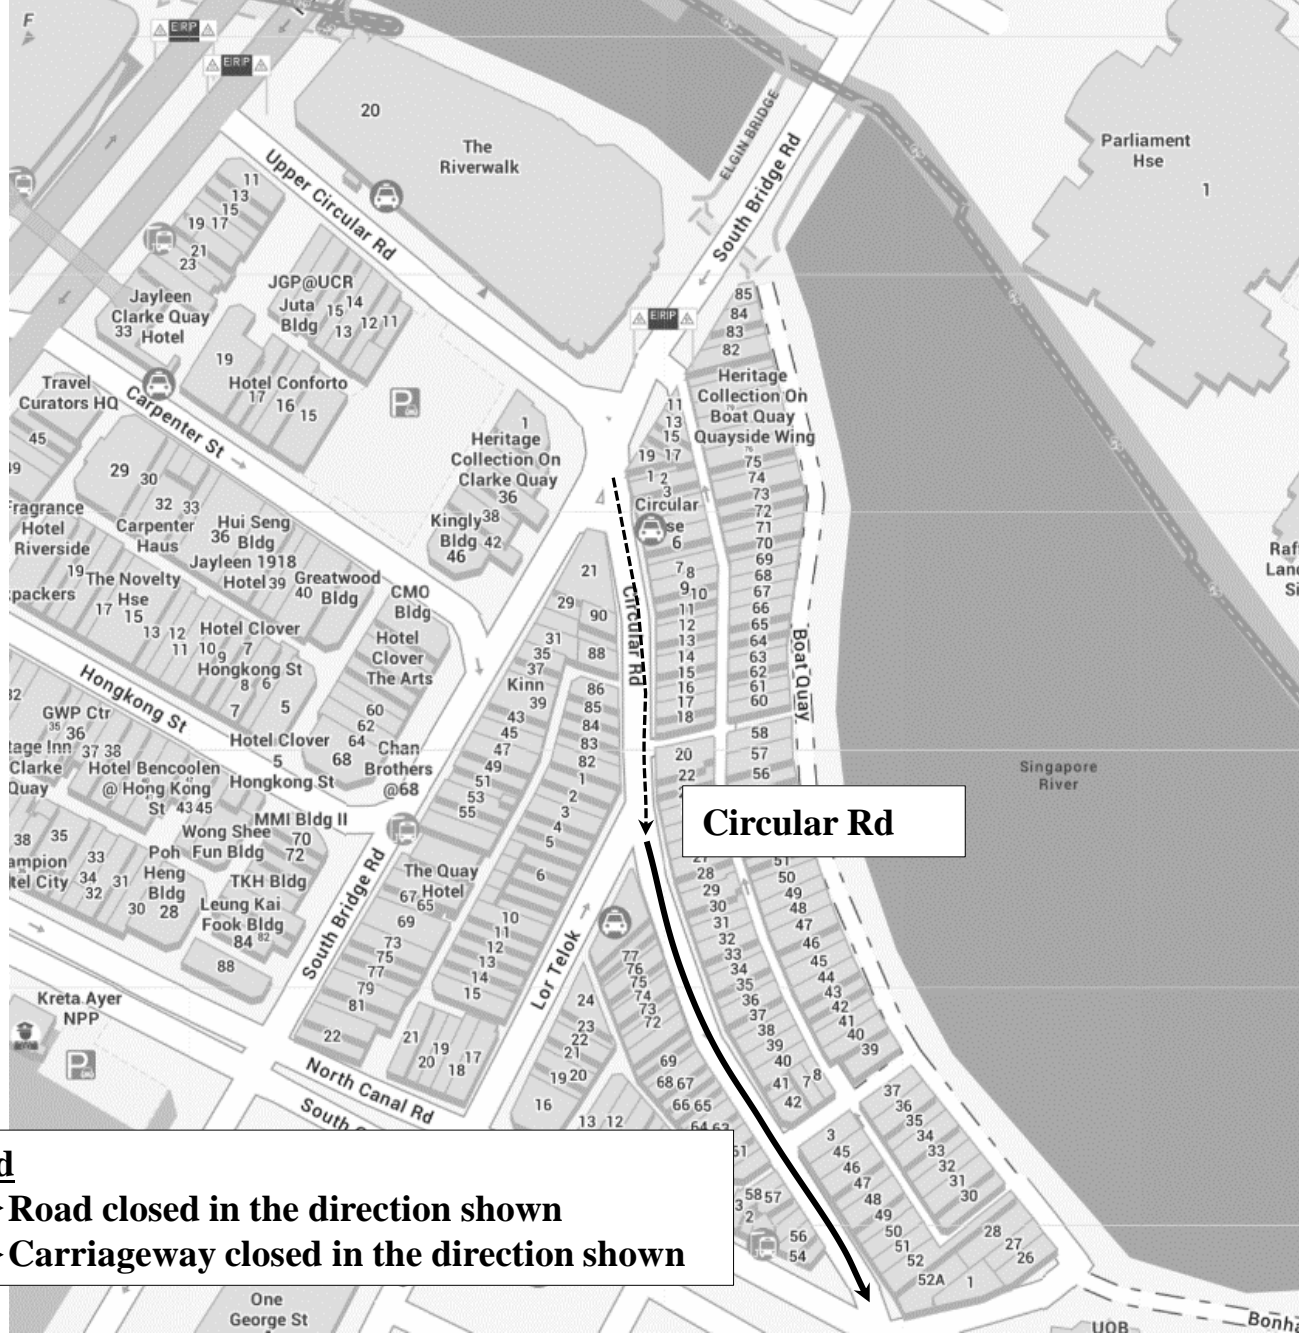 F
ERP
ERP
20
The
Riverwalk
ELGIN BRIDGE
South Bridge Rd
Parliament
Hse
1
Upper Circular Rd
11
13
15
19 17
21
23
JGP@UCR
Juta
Bldg
15 14
13 12 11
Jayleen
Clarke Quay
Hotel
33
ERP
85
84
83
82
19
Hotel Conforto
17
16
15
Travel
Curators HQ
45
Carpenter St
P
1
Heritage
Collection On
Clarke Quay
36
Kingly 38
Bldg 42
46
11
13
15
19 17
1 2
3
Circular
6
Heritage
Collection On
Boat Quay
Quayside Wing
75
74
73
72
71
70
69
68
67
66
65
64
63
62
61
60
58
57
56
29 30
32 33
Carpenter
Haus
Hui Seng
36 Bldg
Jayleen 1918
Hotel 39
Greatwood
40 Bldg
CMO
Bldg
Hotel
Clover
The Arts
Fragrance
Hotel
Riverside
19
The Novelty
Hse
17 15
13 12
11 10 9
Hotel Clover
7
Hongkong St
8 6
7 5
Hongkong St
60
62
64
68
Chan
Brothers
@68
Hotel Clover
5
Hongkong St
GWP Ctr
35 36
37 38
Clarke
Quay
Hotel Bencoolen
@ Hong Kong
St 43 45
MMI Bldg II
70
72
Wong Shee
Fun Bldg
Poh
Heng
Bldg
TKH Bldg
Leung Kai
Fook Bldg
84 82
88
38 35
33
34
32
31
30 28
21
29
90
31
35
37
88
Kinn
39
43
45
47
49
51
53
55
86
85
84
83
82
1
2
3
4
5
6
7 8
9 10
11
12
13
14
15
16
17
18
20
22
Circular Rd
Boat Quay
Singapore
River
Circular Rd
The Quay
Hotel
67 65
69
73
75
77
79
81
10
11
12
13
14
15
South Bridge Rd
Lor Telok
22
21
19
20
18
17
North Canal Rd
Kreta Ayer
NPP
P
77
76
75
74
73
72
24
23
22
21
19 20
16
13 12
69
68 67
66 65
28
29
30
31
32
33
34
35
36
37
38
39
40
41
42
7 8
50
49
48
47
46
45
44
43
42
41
40
39
37
36
35
34
33
32
31
30
3
45
46
47
48
49
50
51
52
52A
1
28
27
26
58 57
56
54
Road closed in the direction shown
Carriageway closed in the direction shown
One
George St
UOB